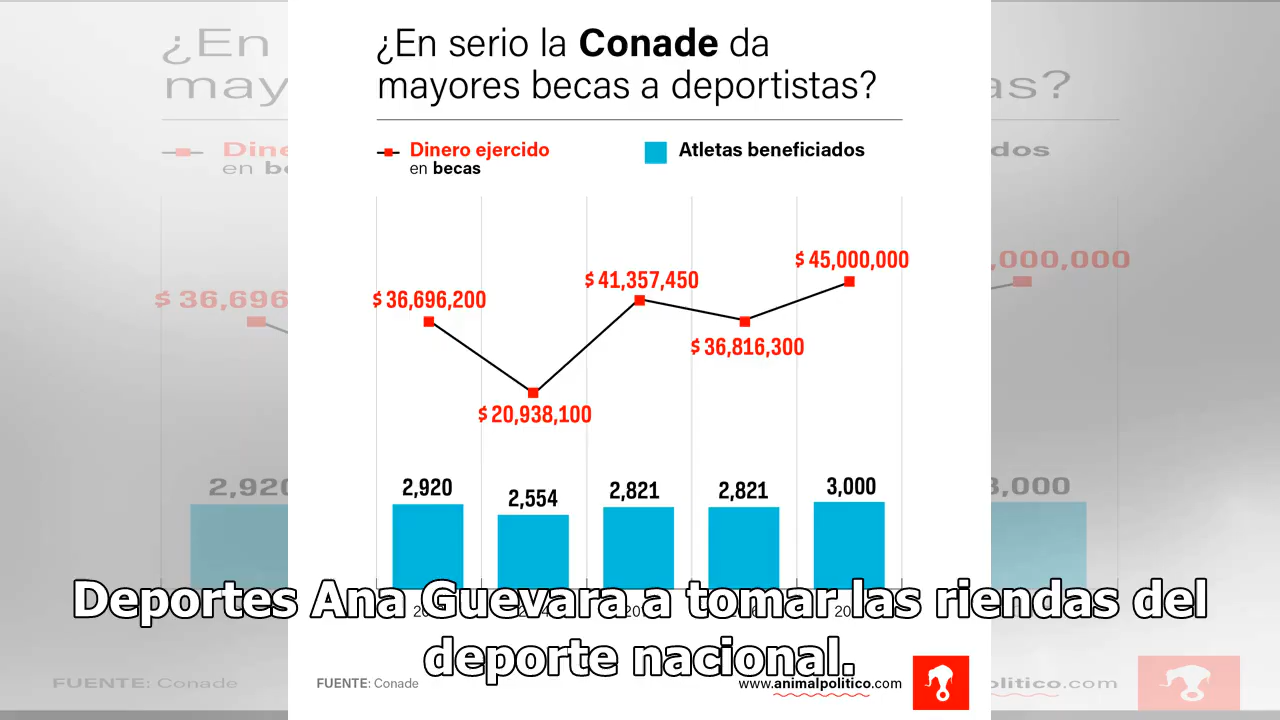 ¿En serio la Conade da
mayores becas a deportistas?
Dinero ejercido
en becas
Atletas beneficiados
$ 36,696,200
$ 20,938,100
$ 41,357,450
$ 36,816,300
$ 45,000,000
2,920
2,554
2,821
2,821
3,000
Deportes Ana Guevara a tomar las riendas del
deporte nacional.
FUENTE: Conade
www.animalpolitico.com